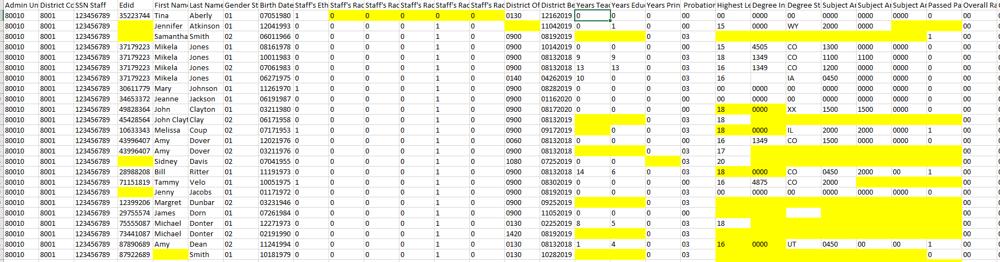 Admin Un District Cc SSN Staff Edid First Nam Last Name Gender St Birth Date Staff's Eth Staff's Rac Staff's Rac Staff's Rac Staff's Rac Staff's Rac District Of District Be Years Teac Years Educ Years Prin Probation Highest Le Degree In Degree St Subject Ar Subject Ar Subject Ar Passed Pa Overall Ra
80010 8001 123456789 35223744 Tina Aberly 01 07051980 1 0 0 0 0 0 0130 12162019 0 0 0 00 00 0000 00 0000 0000 0000 0 00
80010 8001 123456789 Jennifer Atkinson 01 12041993 0 0 0 0 1 0 11042019 0 1 0 00 15 0000 WY 2000 0000 00
80010 8001 123456789 Samantha Smith 02 06011966 0 0 0 0 1 0 0900 08192019 0 03 1 00
80010 8001 123456789 37179223 Mikela Jones 01 08161978 0 0 0 0 1 0 0900 10142019 0 0 0 00 15 4505 CO 1300 0000 0000 0 00
80010 8001 123456789 37179223 Mikela Jones 01 10011983 0 0 0 0 1 0 0900 08132018 9 9 0 03 18 1349 CO 1100 1100 0000 0 00
80010 8001 123456789 37179223 Mikela Jones 02 07061983 0 0 0 0 1 0 0900 08132018 13 13 0 03 16 1349 CO 1200 0000 0000 0 00
80010 8001 123456789 37179223 Mikela Jones 01 06271975 0 0 0 0 1 0 0140 04262019 10 0 0 03 16 IA 0450 0000 0000 0 00
80010 8001 123456789 30611779 Mary Johnson 01 11261970 1 0 0 0 1 0 0900 08282019 0 0 0 03 00 0000 00 0000 0000 0000 0 00
80010 8001 123456789 34653372 Jeanne Jackson 01 06191987 0 0 0 0 1 0 0900 01162020 0 0 0 00 00 0000 00 0000 0000 0000 0 00
80010 8001 123456789 49828364 John Clayton 01 03211980 0 0 0 0 1 0 0900 08172020 0 0 0 00 18 0000 XX 1500 1500 0000 0 00
80010 8001 123456789 45428564 John Clayt Clay 02 06171958 0 0 0 0 1 0 0900 08132019 0 03 18 00
80010 8001 123456789 10633343 Melissa Coup 02 07171953 1 0 0 0 1 0 0900 09172019 0 0 03 18 0000 IL 2000 2000 0000 1 00
80010 8001 123456789 43996407 Amy Dover 01 12021976 0 0 0 0 1 0 0060 08132018 0 0 0 00 16 1349 CO 1500 0000 0000 0 00
80010 8001 123456789 43996407 Amy Dover 02 03211976 0 0 0 0 1 0 0900 08132018 0 03 17 00
80010 8001 123456789 Sidney Davis 02 07041955 0 0 0 0 1 0 1080 07252019 0 0 03 20 00
80010 8001 123456789 28988208 Bill Ritter 01 11191973 0 0 0 0 1 0 0900 08132018 14 6 0 03 18 0000 CO 0450 2000 00 1 00
80010 8001 123456789 71151819 Tammy Velo 01 10051975 1 0 0 0 1 0 0900 08302019 0 0 0 00 16 4875 CO 2000 00
80010 8001 123456789 Jenny Jacobs 01 01171972 0 0 0 0 1 0 0900 08192019 0 0 0 03 00 0000 00 0000 0000 0000 0 00
80010 8001 123456789 12399206 Margret Dunbar 02 03231946 0 0 0 0 1 0 0900 09252019 0 03 00
80010 8001 123456789 29755574 James Dorn 01 07261984 0 0 0 0 1 0 0900 11052019 0 0 0 00 00
80010 8001 123456789 75555087 Michael Donter 01 12271973 0 0 0 0 1 0 0130 02252019 8 5 0 03 18 00
80010 8001 123456789 73441087 Michael Donter 02 02191990 0 0 0 0 1 0 1420 08192019 0 03 00
80010 8001 123456789 87890689 Amy Dean 02 11241994 0 0 0 0 1 0 0130 08132018 1 4 0 03 16 0000 UT 0450 00 00 1 00
80010 8001 123456789 87922689 Smith 01 10181979 0 0 0 0 1 0 0130 10282019 0 03 0 00